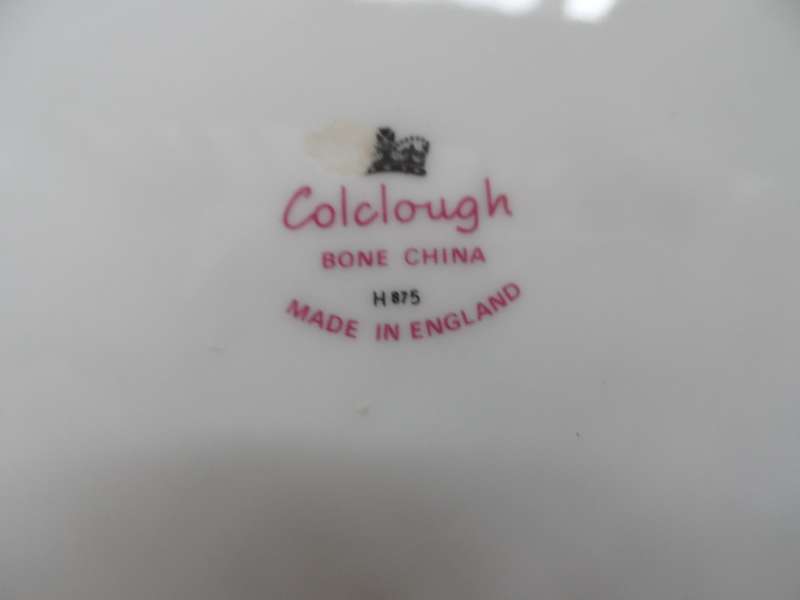 Colclough
BONE CHINA
H 875
MADE IN ENGLAND